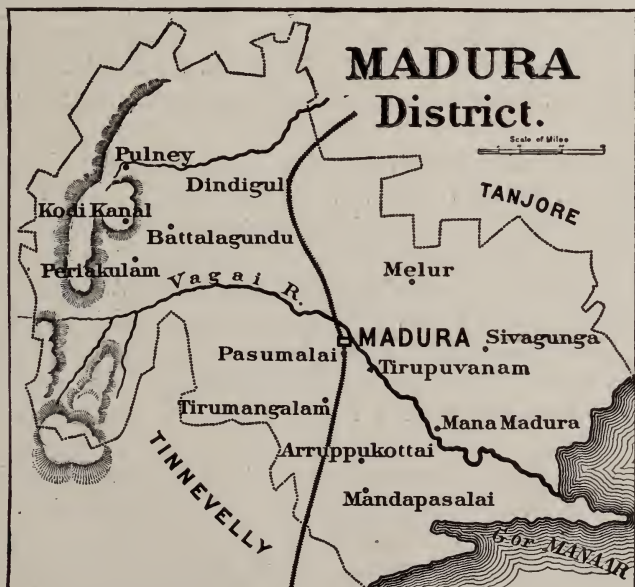 MADURA
District.
Scale of Miles
TANJORE
Pulney
Dindigul
Kodi Kanal
Battalagundu
Melur
Periakulam
Vagai R.
MADURA
Sivagunga
Pasumalai
Tirupuvanam
Tirumangalam
Mana Madura
Arruppukottai
TINNEVELLY
Mandapasalai
G OF MANAAR